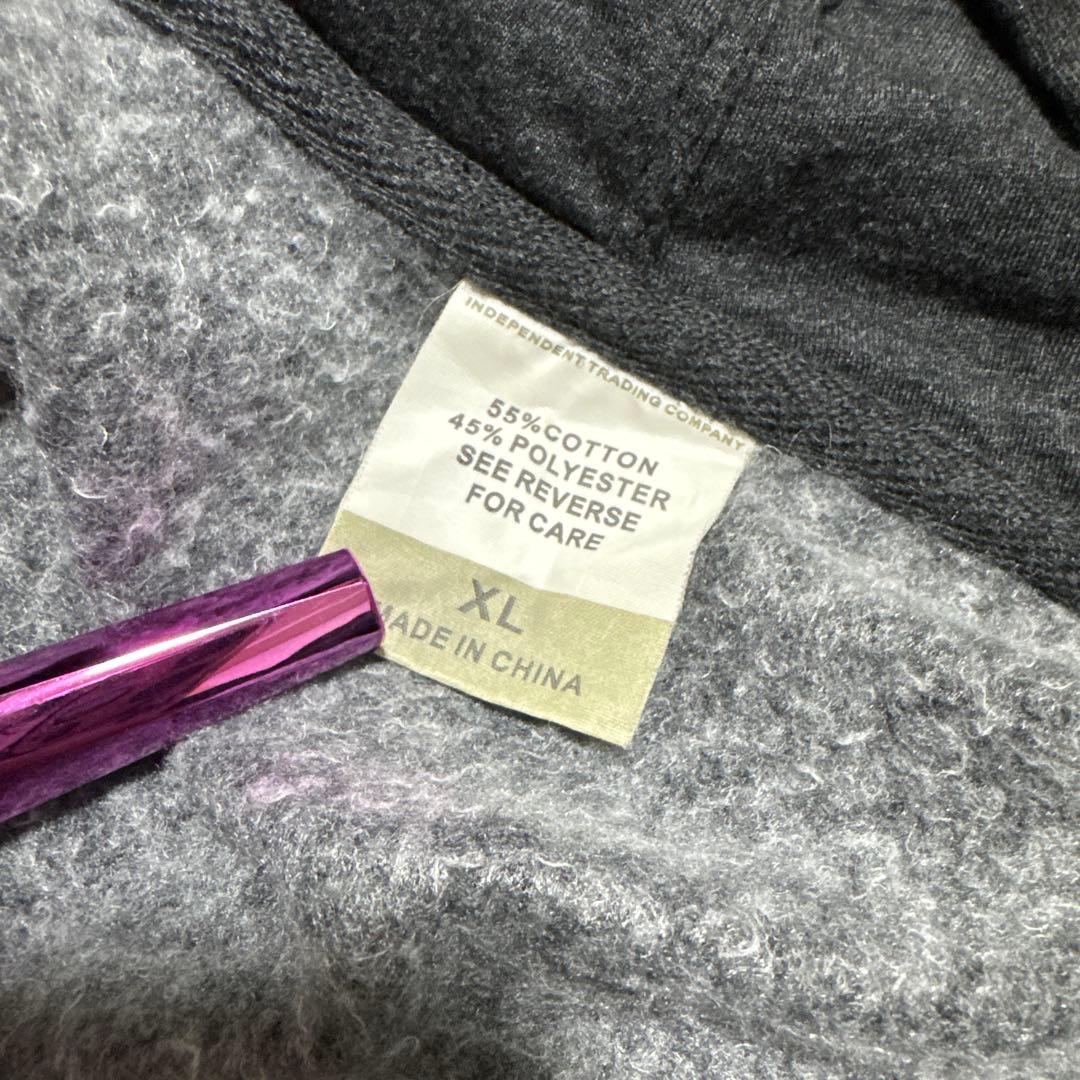 INDEPENDENT TRADING COMPANY
55%COTTON
45% POLYESTER
SEE REVERSE
FOR CARE
XL
MADE IN CHINA